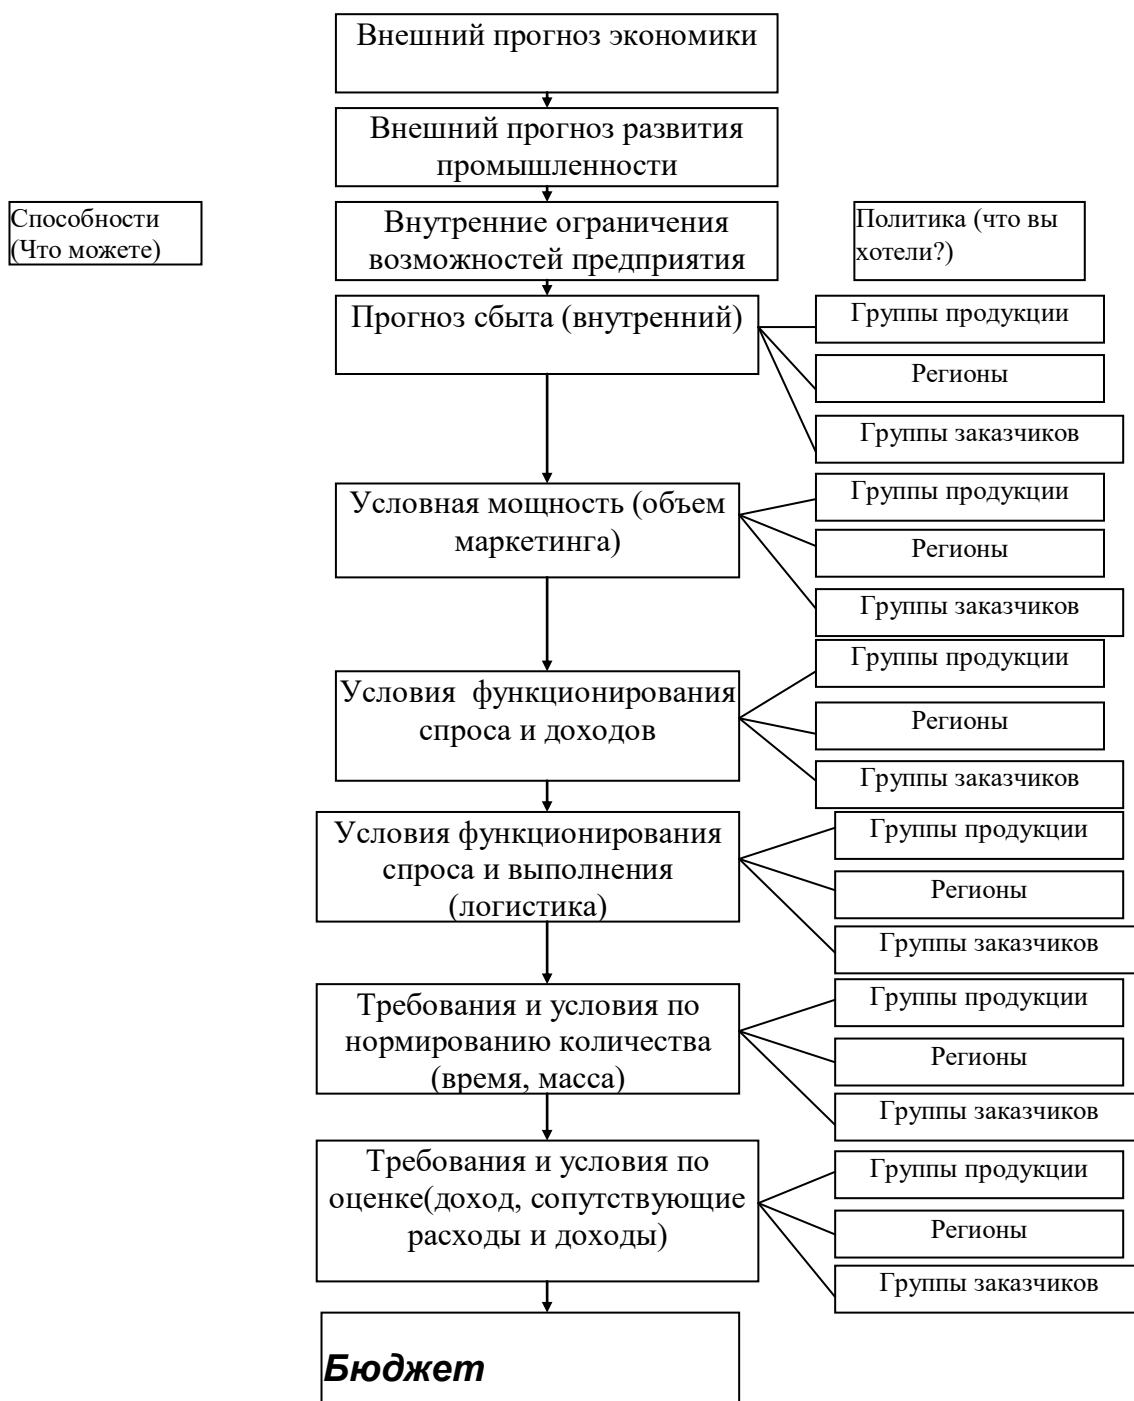 Внешний прогноз экономики
Внешний прогноз развития
промышленности
Способности
(Что можете)
Внутренние ограничения
возможностей предприятия
Политика (что вы
хотели?)
Прогноз сбыта (внутренний)
Группы продукции
Регионы
Группы заказчиков
Условная мощность (объем
маркетинга)
Группы продукции
Регионы
Группы заказчиков
Условия функционирования
спроса и доходов
Группы продукции
Регионы
Группы заказчиков
Условия функционирования
спроса и выполнения
(логистика)
Группы продукции
Регионы
Группы заказчиков
Требования и условия по
нормированию количества
(время, масса)
Группы продукции
Регионы
Группы заказчиков
Требования и условия по
оценке(доход, сопутствующие
расходы и доходы)
Группы продукции
Регионы
Группы заказчиков
Бюджет